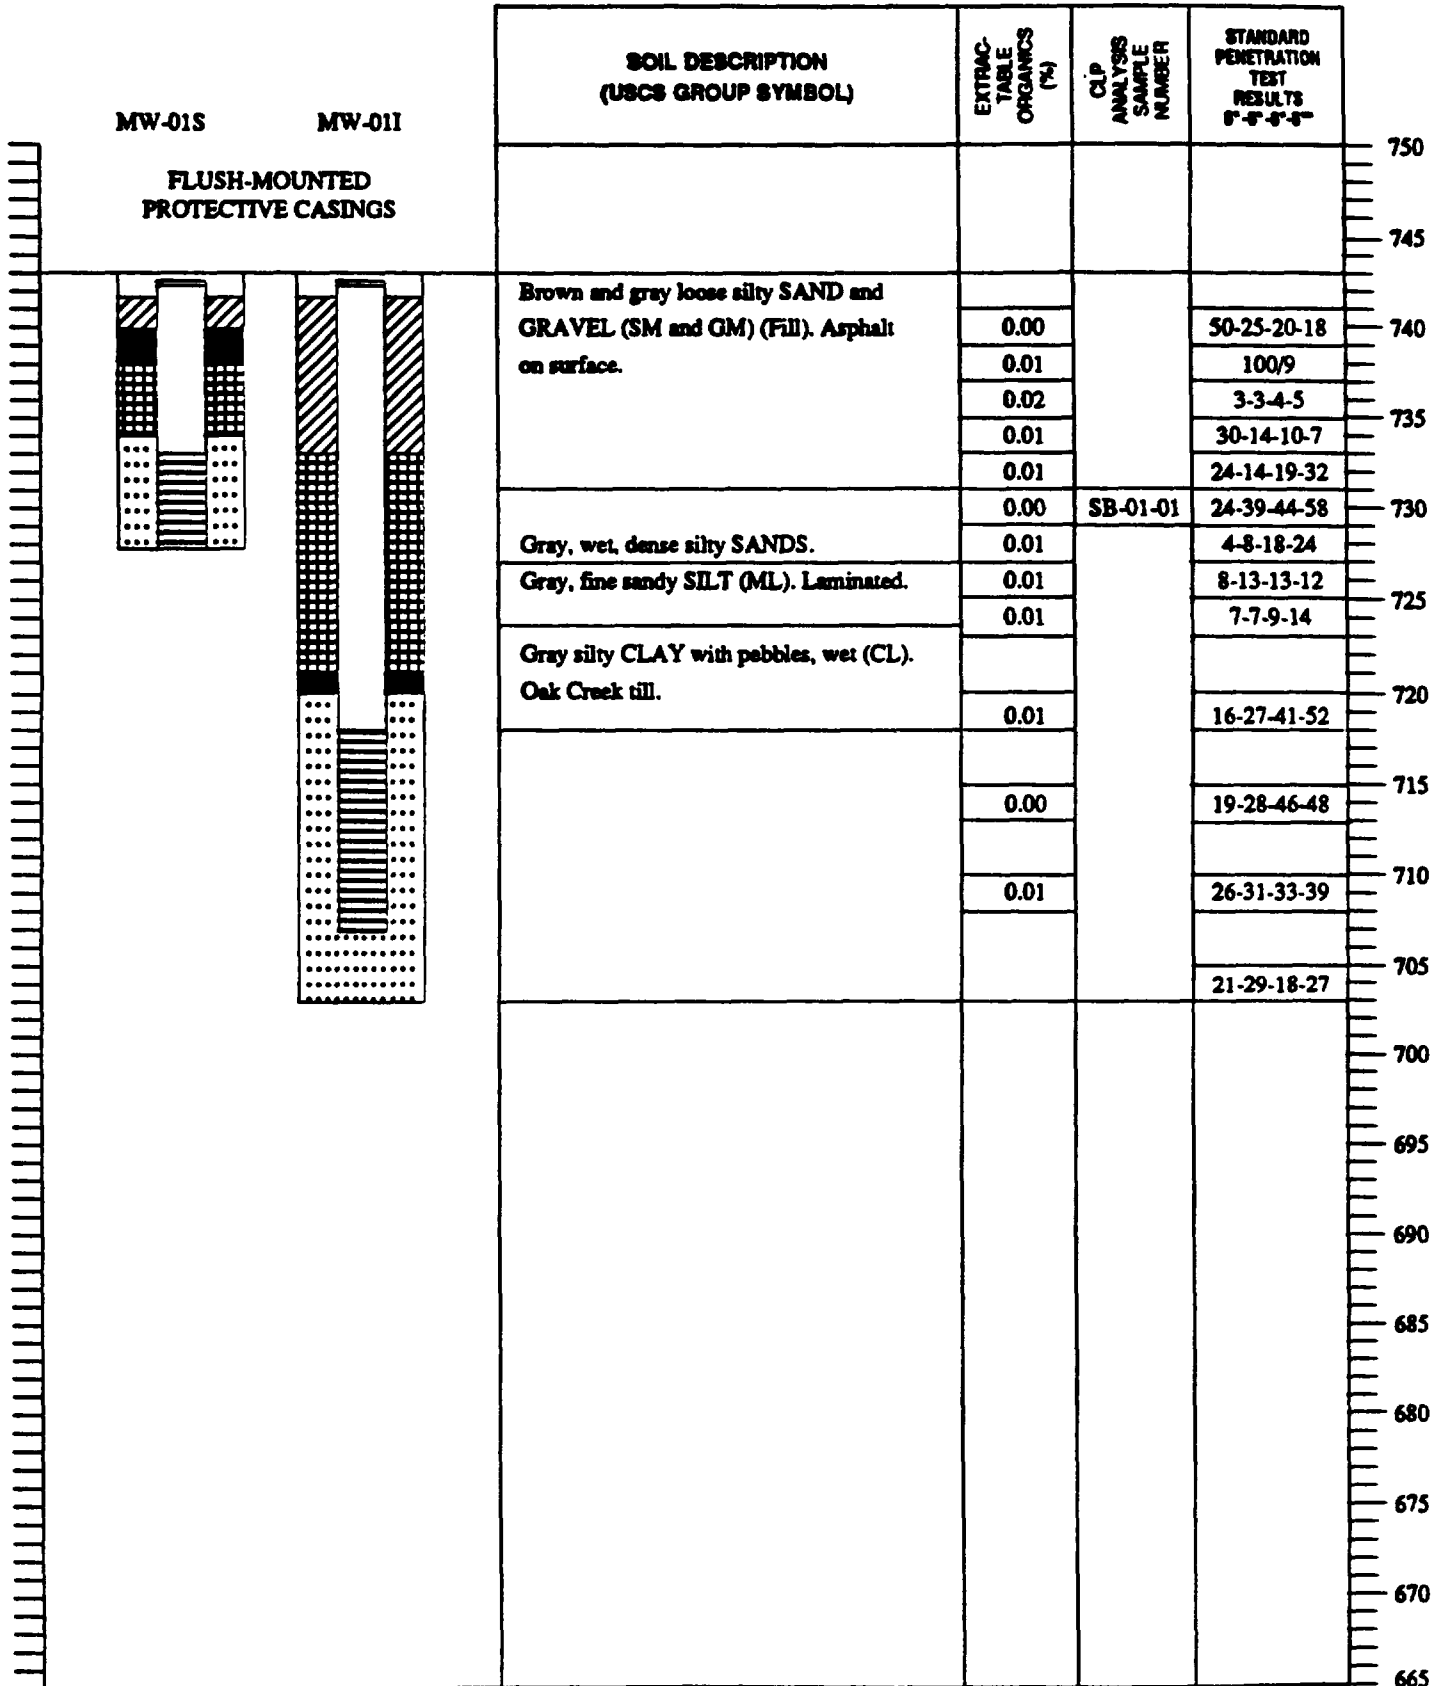 SOIL DESCRIPTION
(USCS GROUP SYMBOL)
EXTRAC-
TABLE
ORGANICS
(%)
CLP
ANALYSIS
SAMPLE
NUMBER
STANDARD
PENETRATION
TEST
RESULTS
MW-01S MW-01I
FLUSH-MOUNTED
PROTECTIVE CASINGS
750
745
Brown and gray loose silty SAND and
GRAVEL (SM and GM) (Fill). Asphalt
on surface.
0.00 50-25-20-18 740
0.01 100/9
0.02 3-3-4-5
735
0.01 30-14-10-7
0.01 24-14-19-32
0.00 SB-01-01 24-39-44-58 730
Gray, wet, dense silty SANDS. 0.01 4-8-18-24
Gray, fine sandy SILT (ML). Laminated. 0.01 8-13-13-12
725
0.01 7-7-9-14
Gray silty CLAY with pebbles, wet (CL).
Oak Creek till.
720
0.01 16-27-41-52
715
0.00 19-28-46-48
710
0.01 26-31-33-39
705
21-29-18-27
700
695
690
685
680
675
670
665